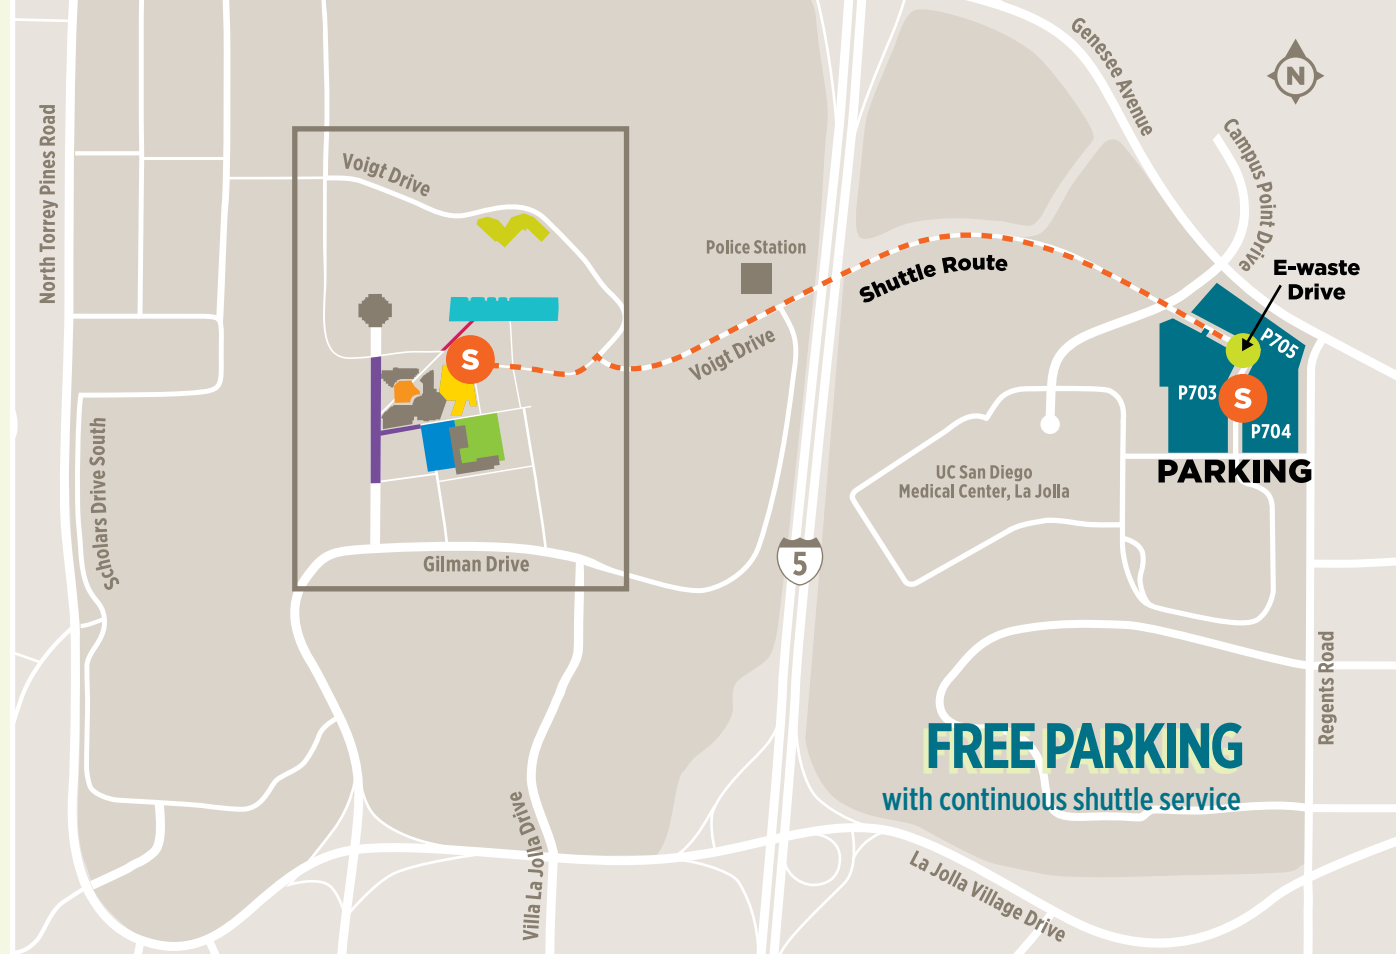 Genesee Avenue
N
North Torrey Pines Road
Campus Point Drive
Voigt Drive
Police Station
Shuttle Route
E-waste
Drive
P705
Voigt Drive
S
P703
S
P704
PARKING
UC San Diego
Medical Center, La Jolla
Scholars Drive South
Gilman Drive
5
Regents Road
FREE PARKING
with continuous shuttle service
Villa La Jolla Drive
La Jolla Village Drive